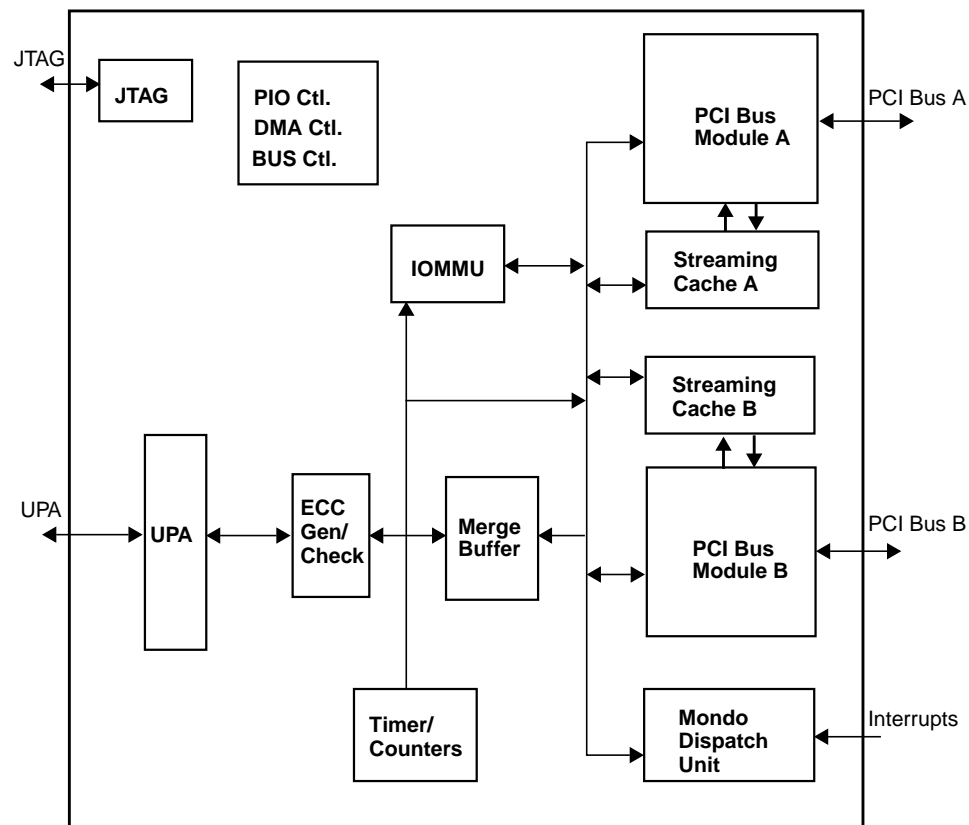 JTAG
JTAG
PIO Ctl.
DMA Ctl.
BUS Ctl.
PCI Bus
Module A
PCI Bus A
IOMMU
Streaming
Cache A
Streaming
Cache B
UPA
UPA
ECC
Gen/
Check
Merge
Buffer
PCI Bus
Module B
PCI Bus B
Timer/
Counters
Mondo
Dispatch
Unit
Interrupts